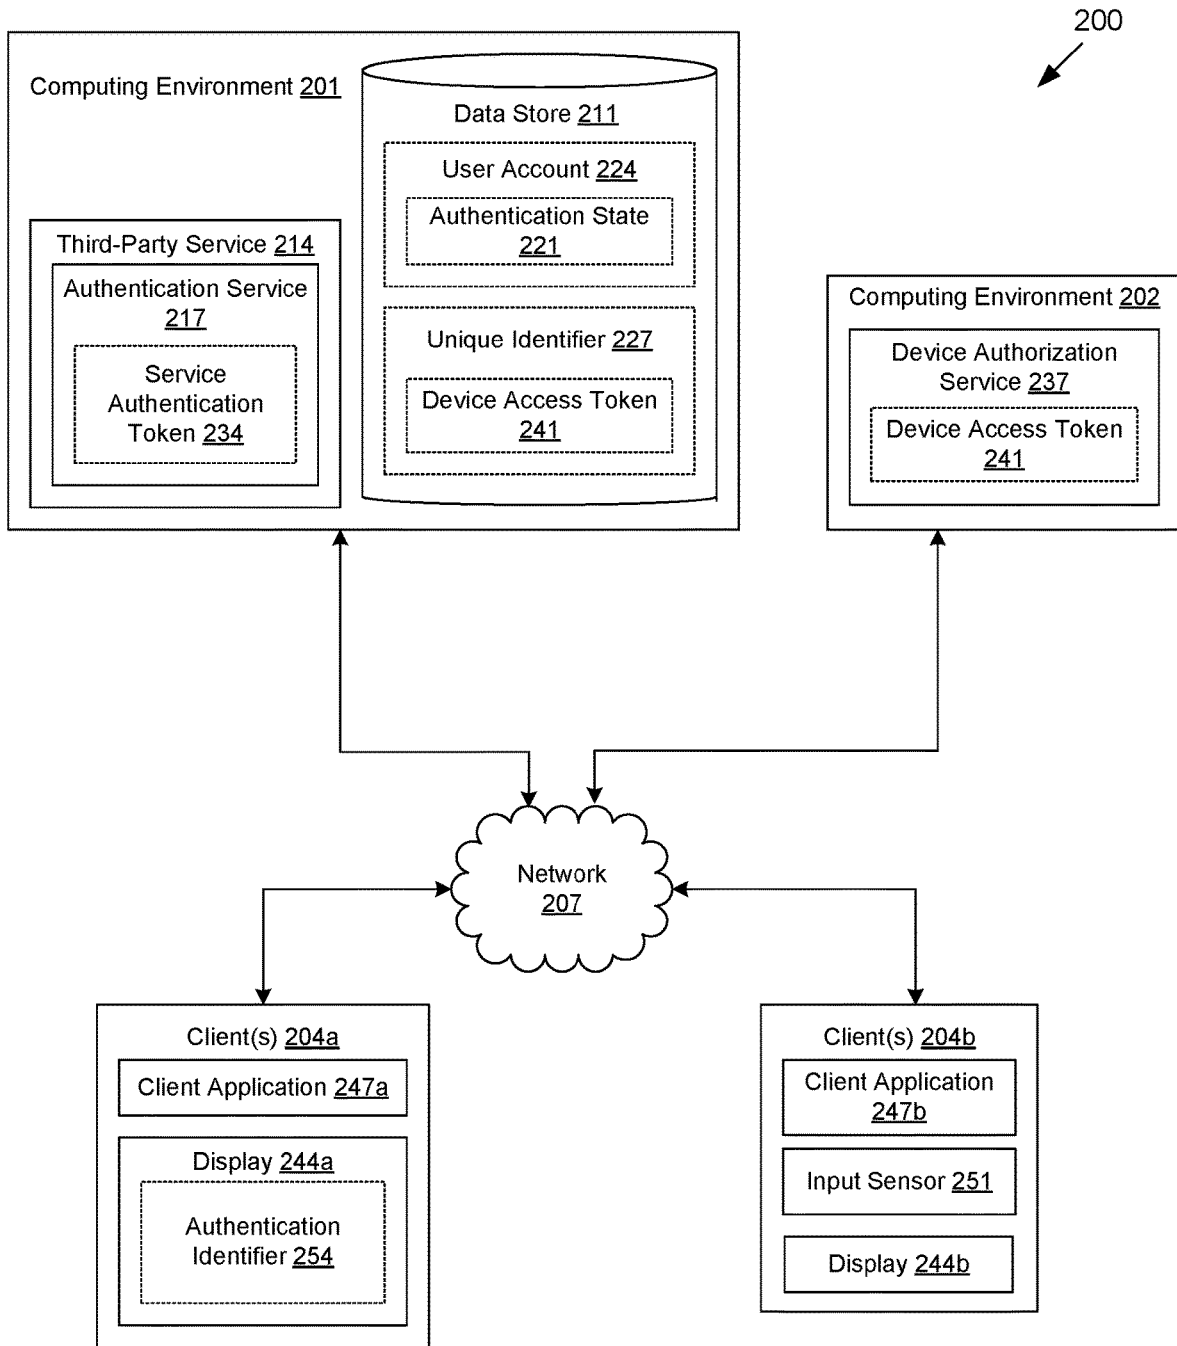 200
Computing Environment 201
Data Store 211
User Account 224
Authentication State
221
Unique Identifier 227
Device Access Token
241
Third-Party Service 214
Authentication Service
217
Service
Authentication
Token 234
Computing Environment 202
Device Authorization
Service 237
Device Access Token
241
Network
207
Client(s) 204a
Client Application 247a
Display 244a
Authentication
Identifier 254
Client(s) 204b
Client Application
247b
Input Sensor 251
Display 244b